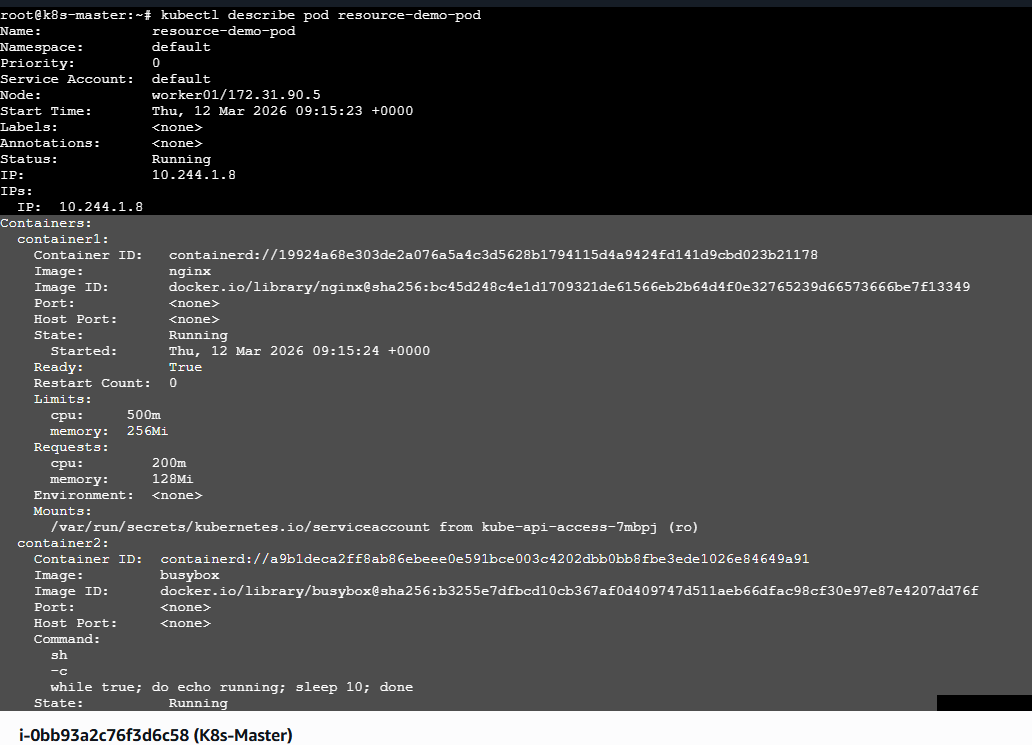 root@k8s-master:~# kubectl describe pod resource-demo-pod
Name:             resource-demo-pod
Namespace:        default
Priority:         0
Service Account:  default
Node:             worker01/172.31.90.5
Start Time:       Thu, 12 Mar 2026 09:15:23 +0000
Labels:           <none>
Annotations:      <none>
Status:           Running
IP:               10.244.1.8
IPs:
  IP:  10.244.1.8
Containers:
  container1:
    Container ID:   containerd://19924a68e303de2a076a5a4c3d5628b1794115d4a9424fd141d9cbd023b21178
    Image:          nginx
    Image ID:       docker.io/library/nginx@sha256:bc45d248c4e1d1709321de61566eb2b64d4f0e32765239d66573666be7f13349
    Port:           <none>
    Host Port:      <none>
    State:          Running
      Started:      Thu, 12 Mar 2026 09:15:24 +0000
    Ready:          True
    Restart Count:  0
    Limits:
      cpu:     500m
      memory:  256Mi
    Requests:
      cpu:        200m
      memory:     128Mi
    Environment:  <none>
    Mounts:
      /var/run/secrets/kubernetes.io/serviceaccount from kube-api-access-7mbpj (ro)
  container2:
    Container ID:  containerd://a9b1deca2ff8ab86ebeee0e591bce003c4202dbb0bb8fbe3ede1026e84649a91
    Image:         busybox
    Image ID:      docker.io/library/busybox@sha256:b3255e7dfbcd10cb367af0d409747d511aeb66dfac98cf30e97e87e4207dd76f
    Port:          <none>
    Host Port:     <none>
    Command:
      sh
      -c
      while true; do echo running; sleep 10; done
    State:          Running
i-0bb93a2c76f3d6c58 (K8s-Master)